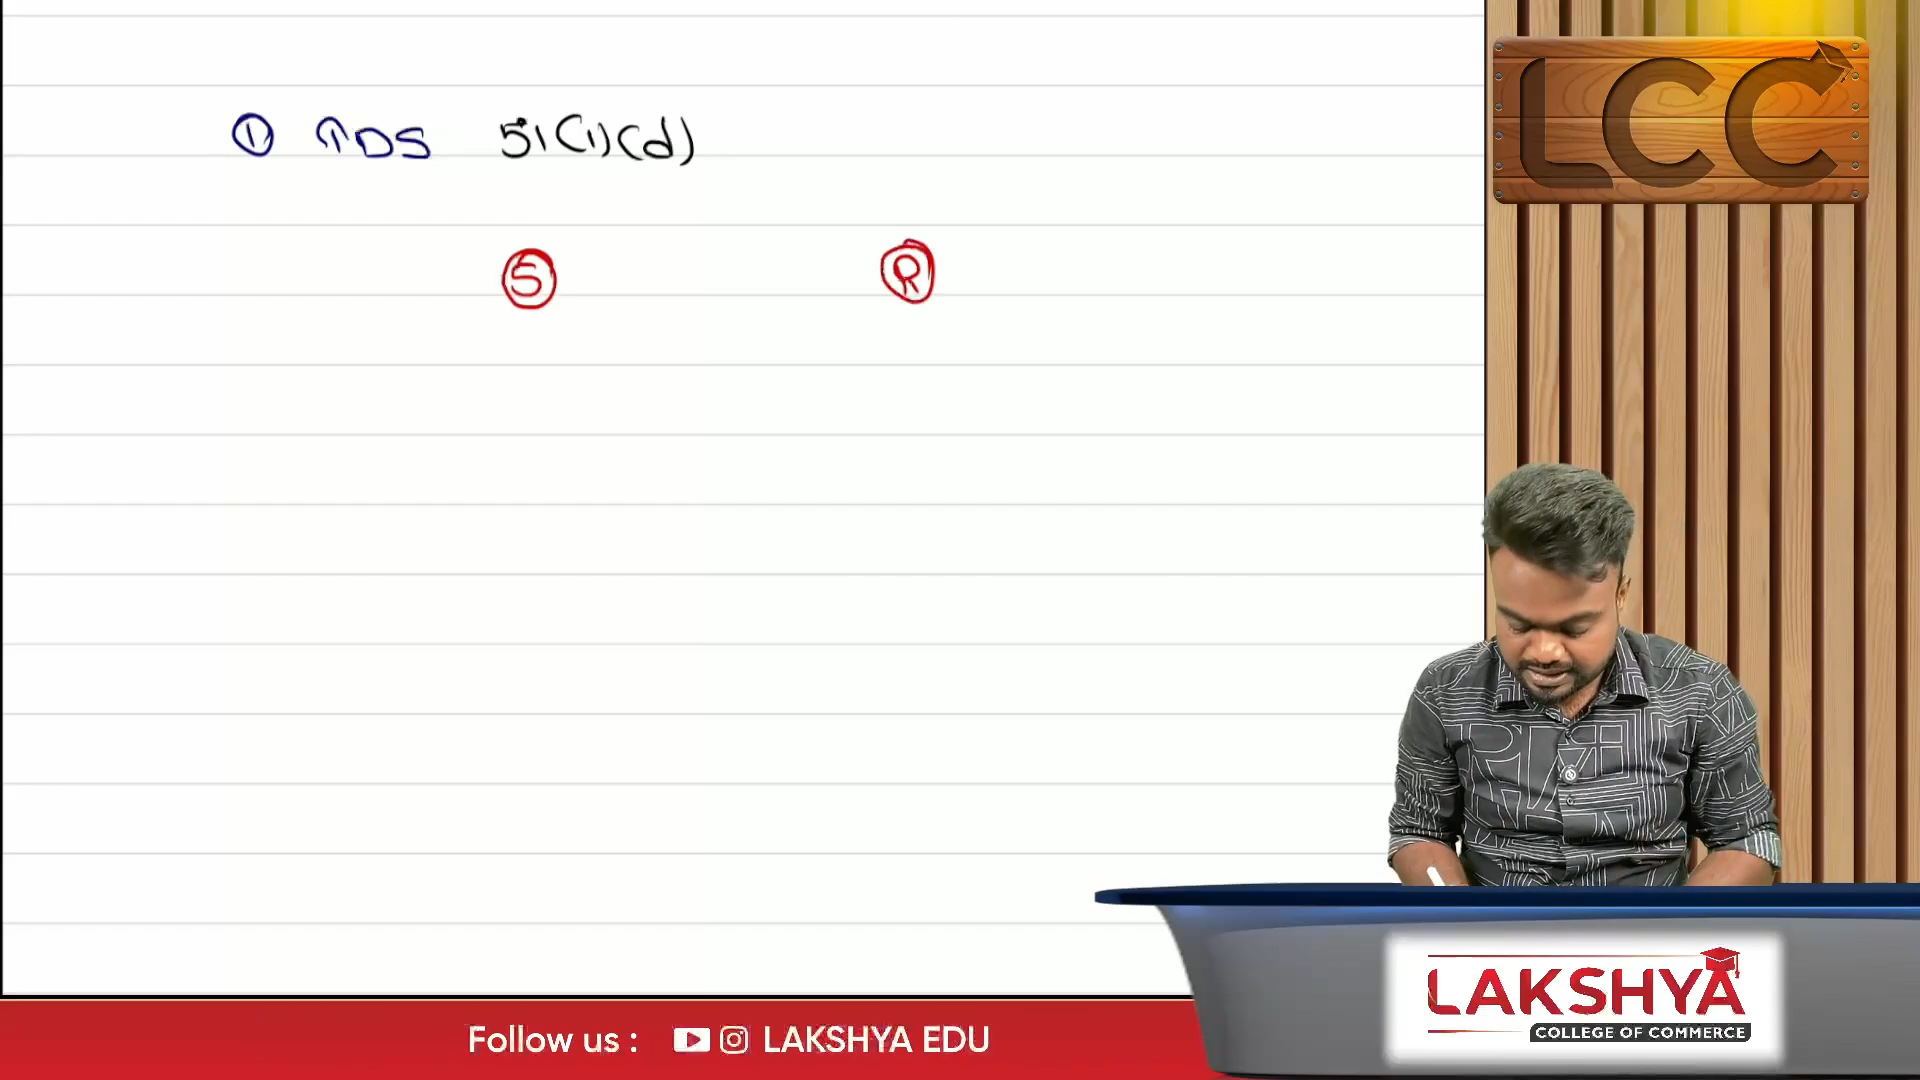 ① TDS 51(1)(d)
S R
LCC
LAKSHYA
COLLEGE OF COMMERCE
Follow us : LAKSHYA EDU